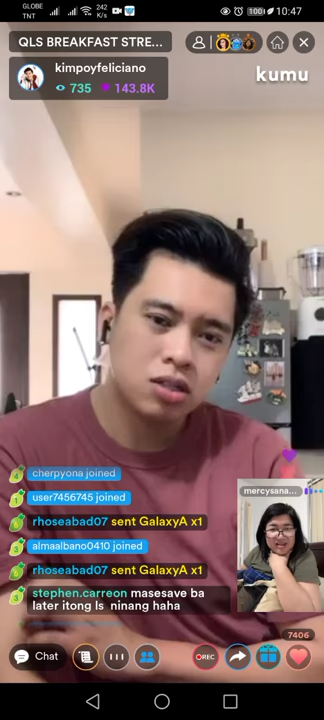 GLOBE
TNT
242
K/s
100
10:47
QLS BREAKFAST STRE...
kimpoyfeliciano
735
143.8K
kumu
cherpyona joined
user7456745 joined
rhoseabad07 sent GalaxyA x1
almaalbano0410 joined
rhoseabad07 sent GalaxyA x1
stephen.carreon masesave ba
later itong ls ninang haha
mercysana...
7406
Chat
REC